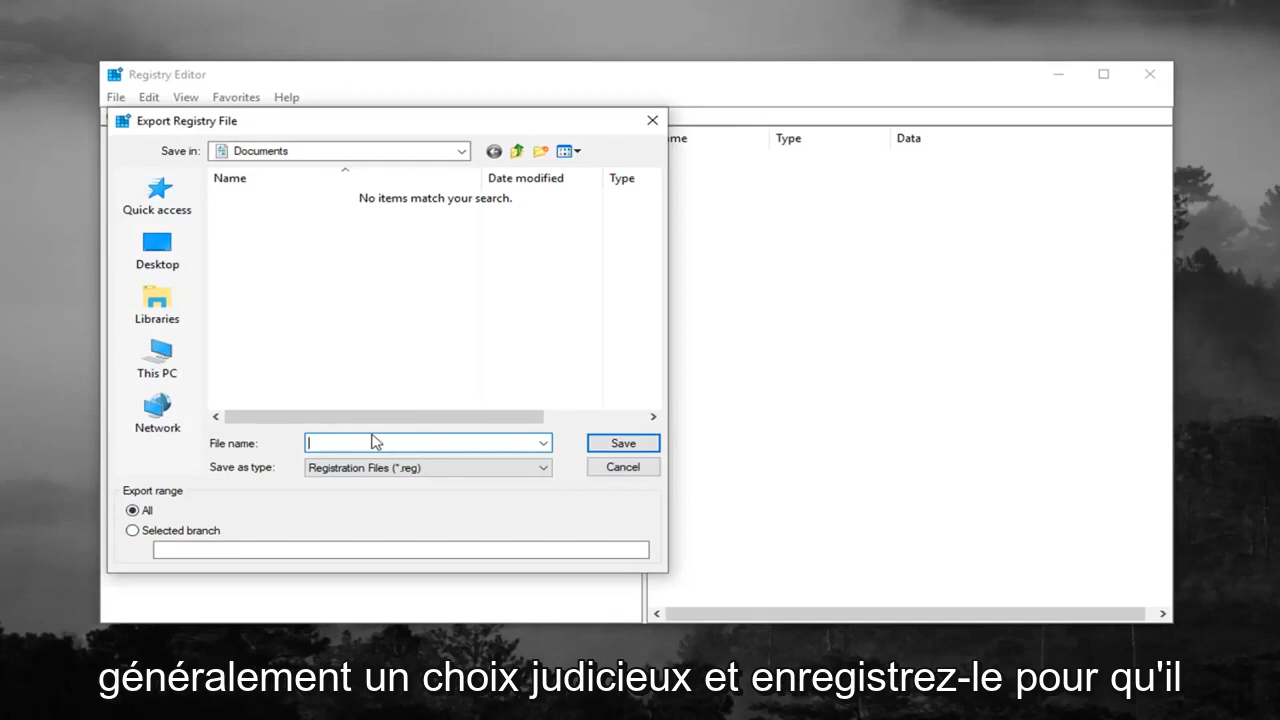 Registry Editor
File Edit View Favorites Help
Export Registry File
Save in: Documents
ame Type Data
Name Date modified Type
No items match your search.
Quick access
Desktop
Libraries
This PC
Network
File name: Save
Save as type: Registration Files (*.reg) Cancel
Export range
All
Selected branch
généralement un choix judicieux et enregistrez-le pour qu'il